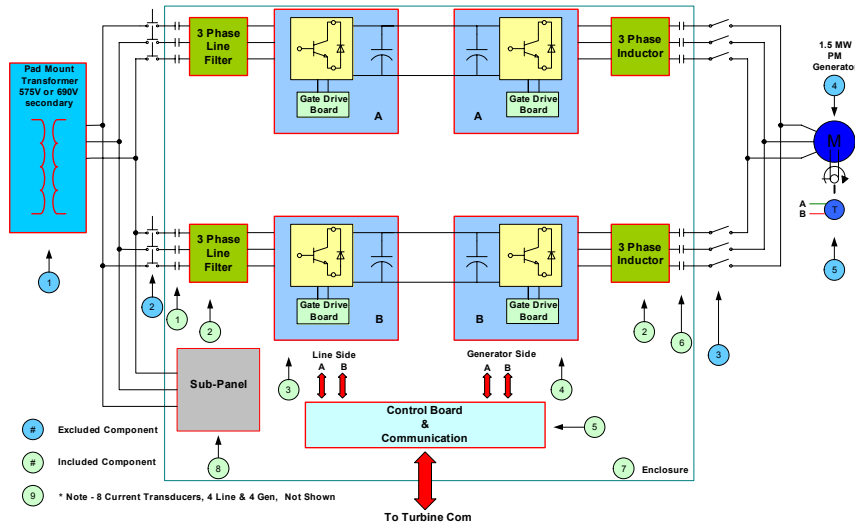 Pad Mount
Transformer
575V or 690V
secondary
3 Phase
Line
Filter
Gate Drive
Board
A
A
Gate Drive
Board
3 Phase
Inductor
1.5 MW
PM
Generator
4
M
A
B
T
5
3 Phase
Line
Filter
Gate Drive
Board
B
B
Gate Drive
Board
3 Phase
Inductor
1
2
1
2
3
4
2
6
3
Line Side
A B
Generator Side
A B
Sub-Panel
Control Board
&
Communication
5
8
7 Enclosure
# Excluded Component
# Included Component
9 * Note - 8 Current Transducers, 4 Line & 4 Gen, Not Shown
To Turbine Com